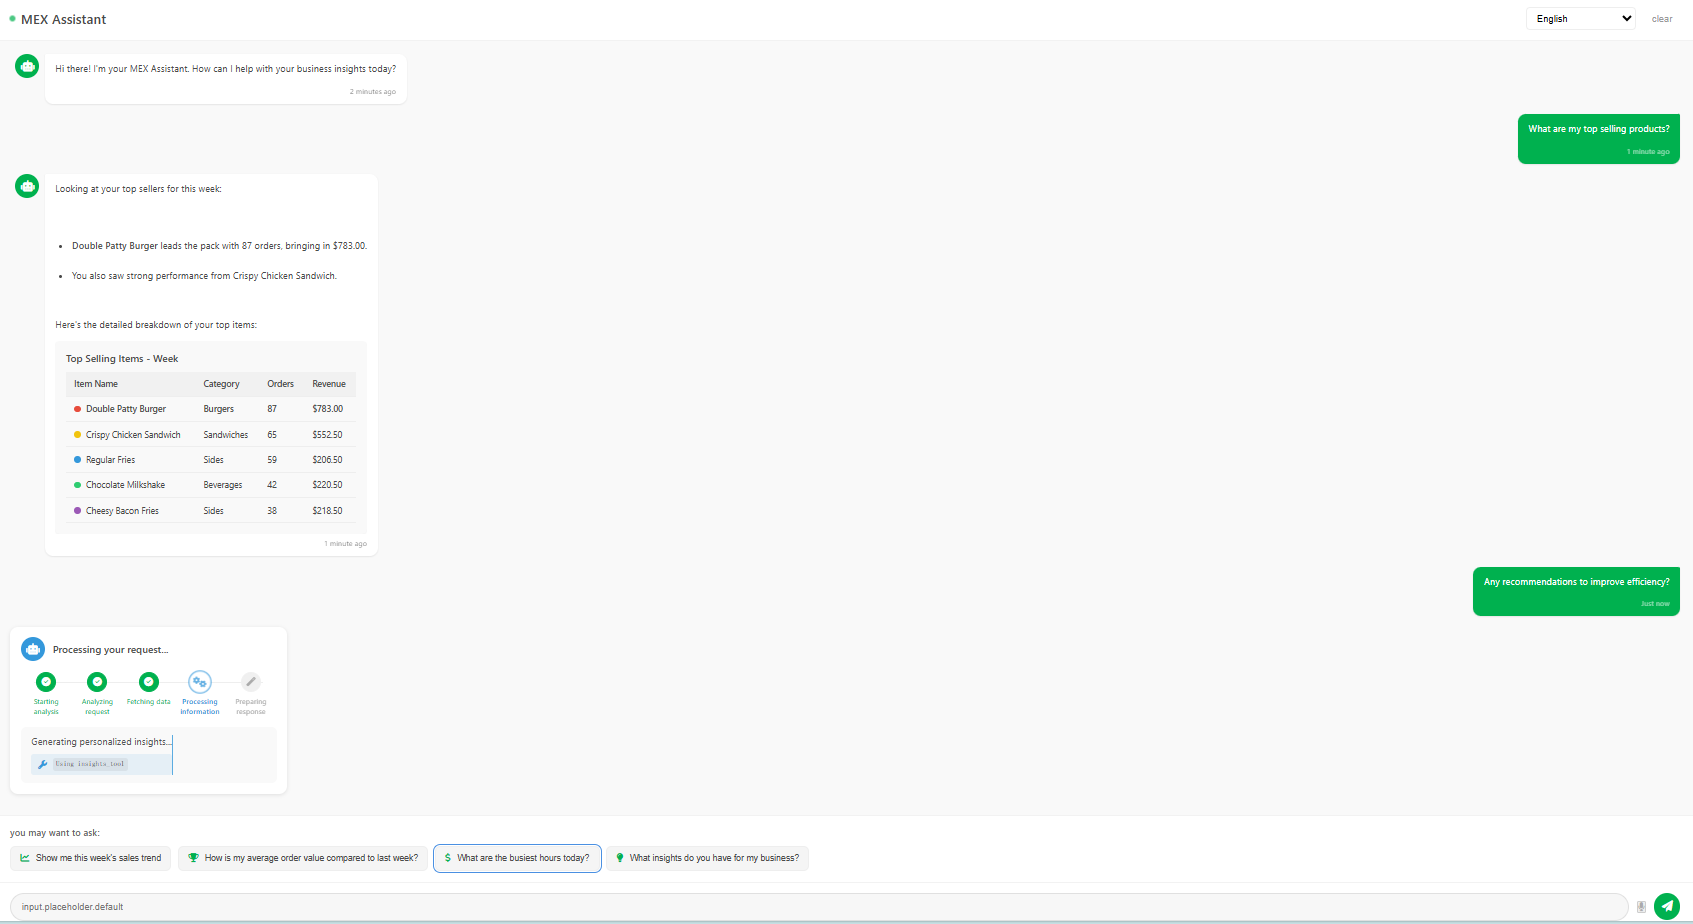 MEX Assistant
English
clear
Hi there! I'm your MEX Assistant. How can I help with your business insights today?
2 minutes ago
What are my top selling products?
1 minute ago
Looking at your top sellers for this week:
• Double Patty Burger leads the pack with 87 orders, bringing in $783.00.
• You also saw strong performance from Crispy Chicken Sandwich.
Here's the detailed breakdown of your top items:
Top Selling Items - Week
Item Name Category Orders Revenue
Double Patty Burger Burgers 87 $783.00
Crispy Chicken Sandwich Sandwiches 65 $552.50
Regular Fries Sides 59 $206.50
Chocolate Milkshake Beverages 42 $220.50
Cheesy Bacon Fries Sides 38 $218.50
1 minute ago
Any recommendations to improve efficiency?
Just now
Processing your request...
Starting analysis
Analyzing request
Fetching data
Processing information
Preparing response
Generating personalized insights...
Using insights_tool
you may want to ask:
Show me this week's sales trend
How is my average order value compared to last week?
$ What are the busiest hours today?
What insights do you have for my business?
input.placeholder.default